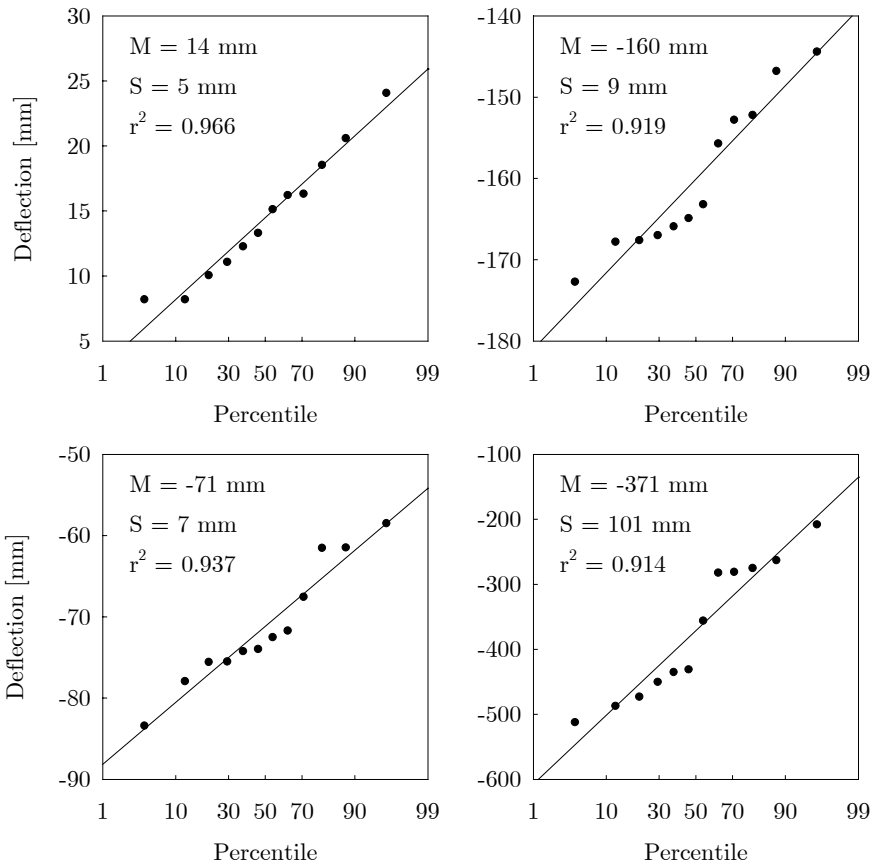 30
25
20
15
10
5
Deflection [mm]
M = 14 mm
S = 5 mm
r² = 0.966
1 10 30 50 70 90 99
Percentile
-140
-150
-160
-170
-180
M = -160 mm
S = 9 mm
r² = 0.919
1 10 30 50 70 90 99
Percentile
-50
-60
-70
-80
-90
Deflection [mm]
M = -71 mm
S = 7 mm
r² = 0.937
1 10 30 50 70 90 99
Percentile
-100
-200
-300
-400
-500
-600
M = -371 mm
S = 101 mm
r² = 0.914
1 10 30 50 70 90 99
Percentile